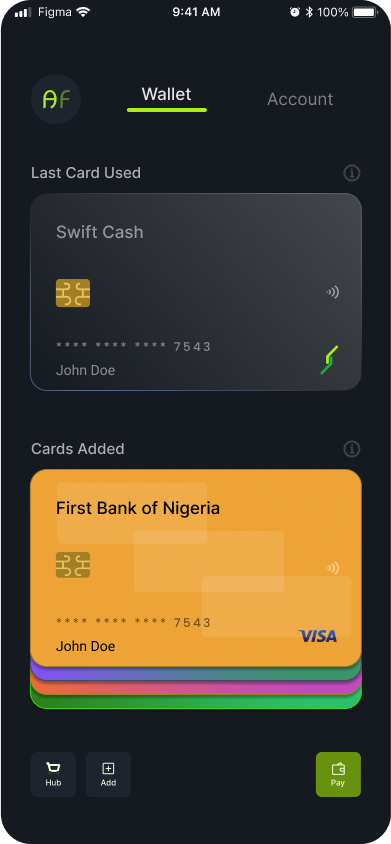 Figma 9:41 AM 100%
AF Wallet Account
Last Card Used
Swift Cash
**** **** **** 7543
John Doe
Cards Added
First Bank of Nigeria
**** **** **** 7543
John Doe VISA
Hub Add Pay